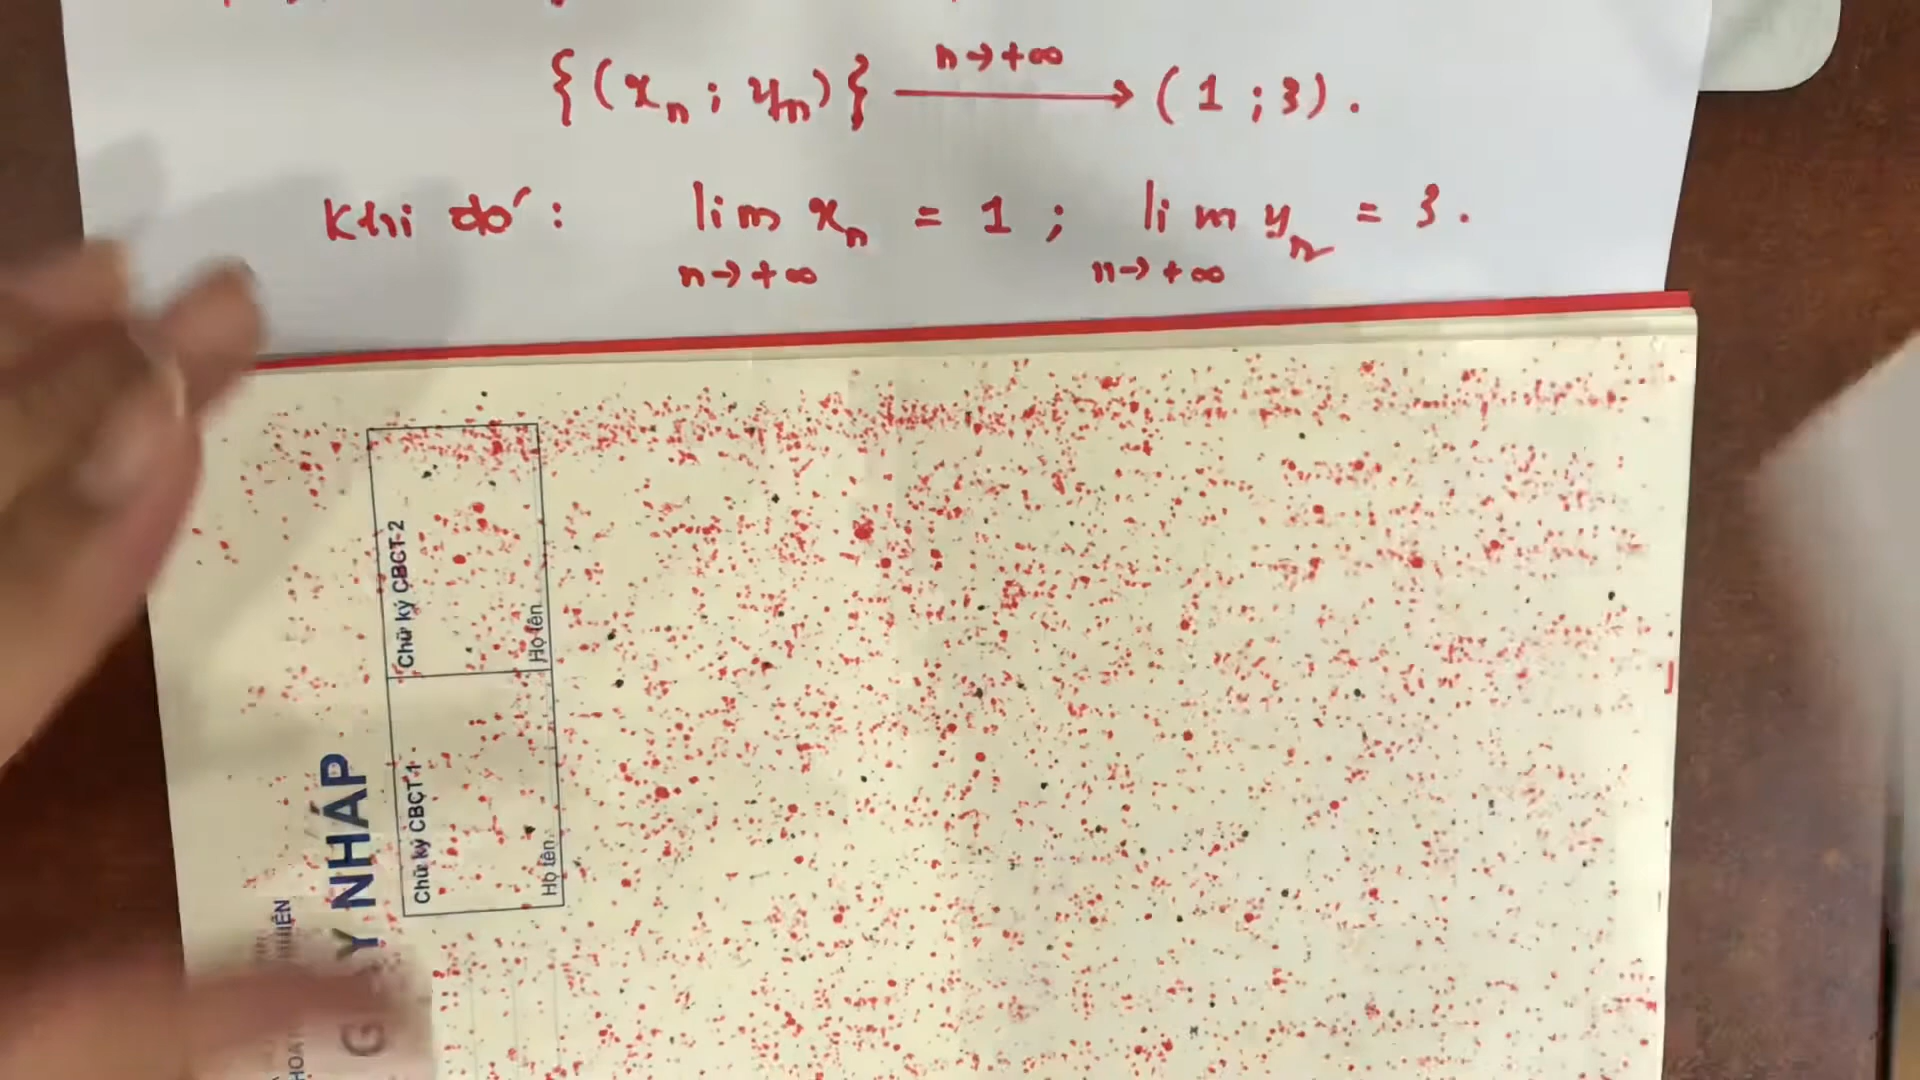 n→+∞
{(xₙ; yₙ)} ⟶ (1; 3).
Khi đó: lim xₙ = 1; lim yₙ = 3.
n→+∞ n→+∞
Chữ ký CBCT 2
Họ tên
Chữ ký CBCT 1
Họ tên
NHÁP